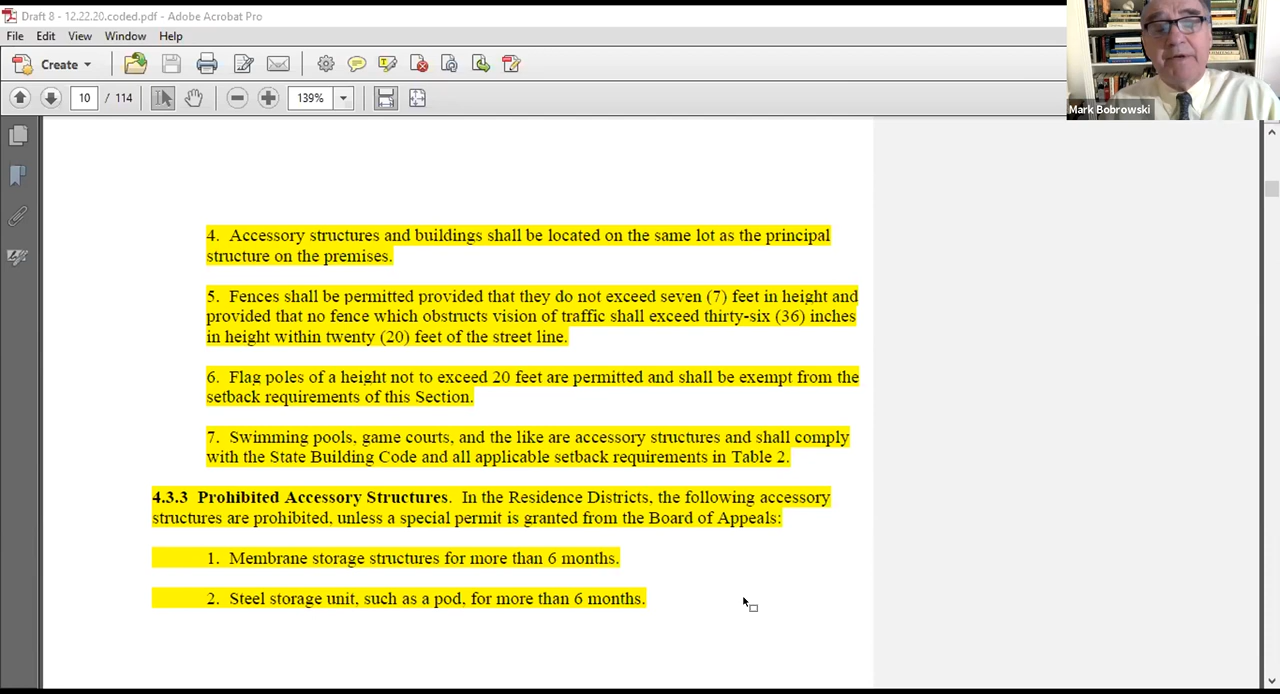 Draft 8 - 12.22.20.coded.pdf - Adobe Acrobat Pro
File Edit View Window Help
Create
10 / 114 139%
Mark Bobrowski
4. Accessory structures and buildings shall be located on the same lot as the principal
structure on the premises.
5. Fences shall be permitted provided that they do not exceed seven (7) feet in height and
provided that no fence which obstructs vision of traffic shall exceed thirty-six (36) inches
in height within twenty (20) feet of the street line.
6. Flag poles of a height not to exceed 20 feet are permitted and shall be exempt from the
setback requirements of this Section.
7. Swimming pools, game courts, and the like are accessory structures and shall comply
with the State Building Code and all applicable setback requirements in Table 2.
4.3.3 Prohibited Accessory Structures. In the Residence Districts, the following accessory
structures are prohibited, unless a special permit is granted from the Board of Appeals:
1. Membrane storage structures for more than 6 months.
2. Steel storage unit, such as a pod, for more than 6 months.